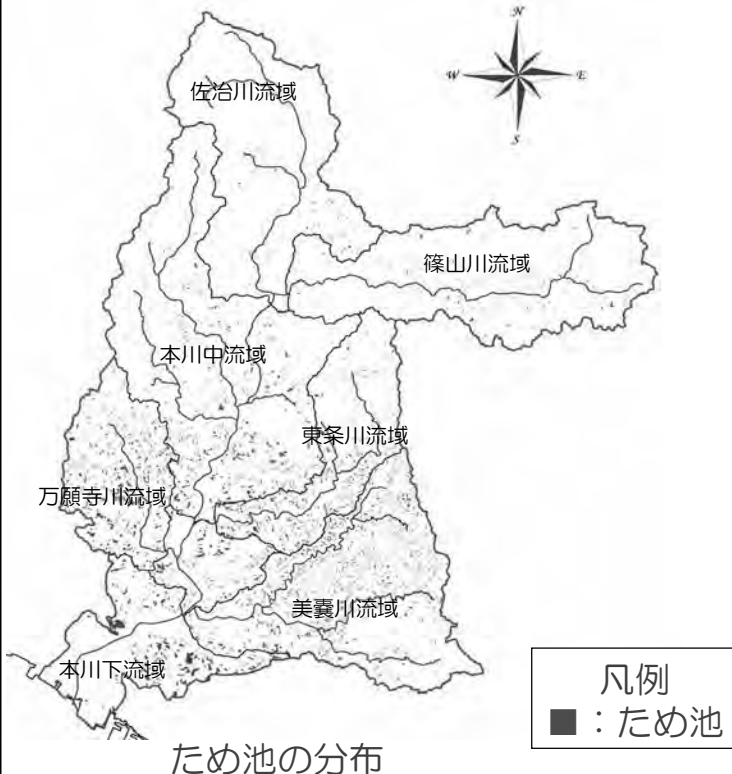 N
W
E
S
佐治川流域
篠山川流域
本川中流域
東条川流域
万願寺川流域
美嚢川流域
本川下流域
凡例
■：ため池
ため池の分布